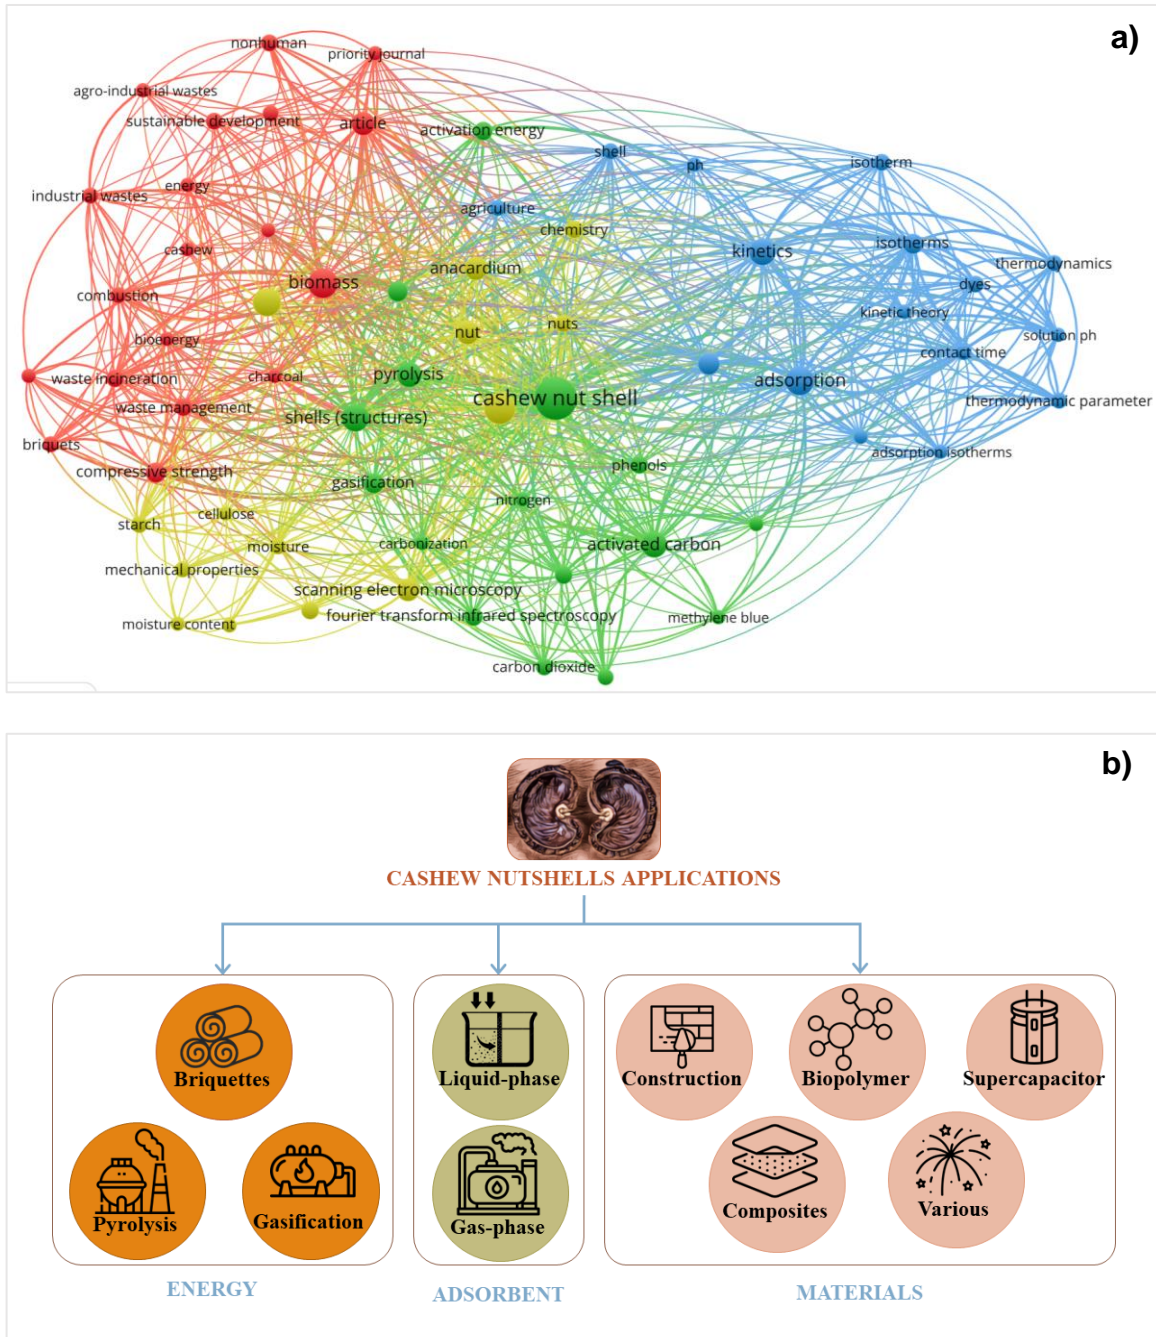 a)
nonhuman
priority journal
agro-industrial wastes
sustainable development
article
activation energy
shell
ph
isotherm
industrial wastes
energy
agriculture
chemistry
cashew
kinetics
isotherms
thermodynamics
biomass
anacardium
dyes
combustion
kinetic theory
nut
nuts
bioenergy
solution ph
contact time
waste incineration
charcoal
pyrolysis
adsorption
cashew nut shell
thermodynamic parameter
waste management
shells (structures)
briquets
adsorption isotherms
compressive strength
phenols
gasification
nitrogen
cellulose
starch
moisture
carbonization
activated carbon
mechanical properties
scanning electron microscopy
fourier transform infrared spectroscopy
methylene blue
moisture content
carbon dioxide
b)
CASHEW NUTSHELLS APPLICATIONS
Briquettes
Pyrolysis
Gasification
ENERGY
Liquid-phase
Gas-phase
ADSORBENT
Construction
Biopolymer
Supercapacitor
Composites
Various
MATERIALS